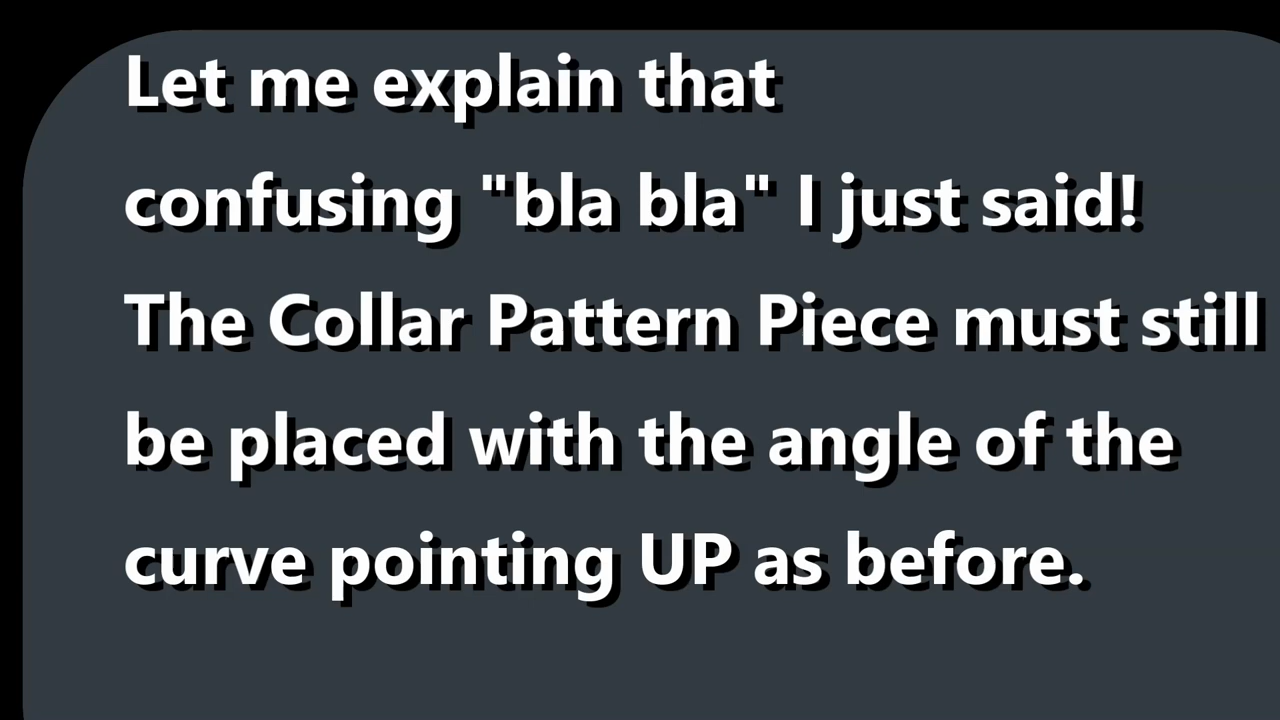 Let me explain that
confusing "bla bla" I just said!
The Collar Pattern Piece must still
be placed with the angle of the
curve pointing UP as before.